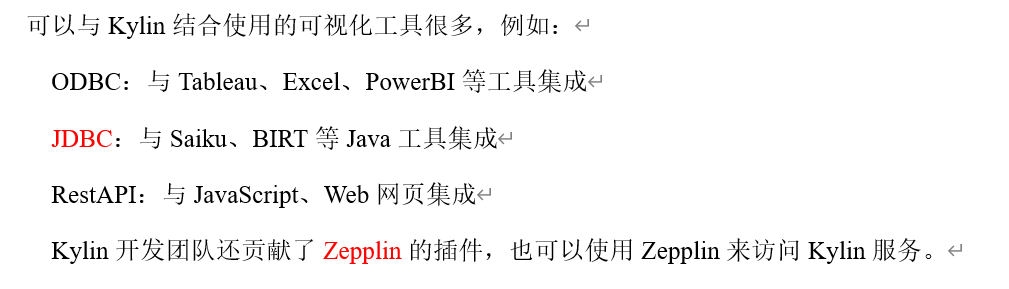 可以与 Kylin 结合使用的可视化工具很多，例如：↵
ODBC：与 Tableau、Excel、PowerBI 等工具集成↵
JDBC：与 Saiku、BIRT 等 Java 工具集成↵
RestAPI：与 JavaScript、Web 网页集成↵
Kylin 开发团队还贡献了 Zepplin 的插件，也可以使用 Zepplin 来访问 Kylin 服务。↵